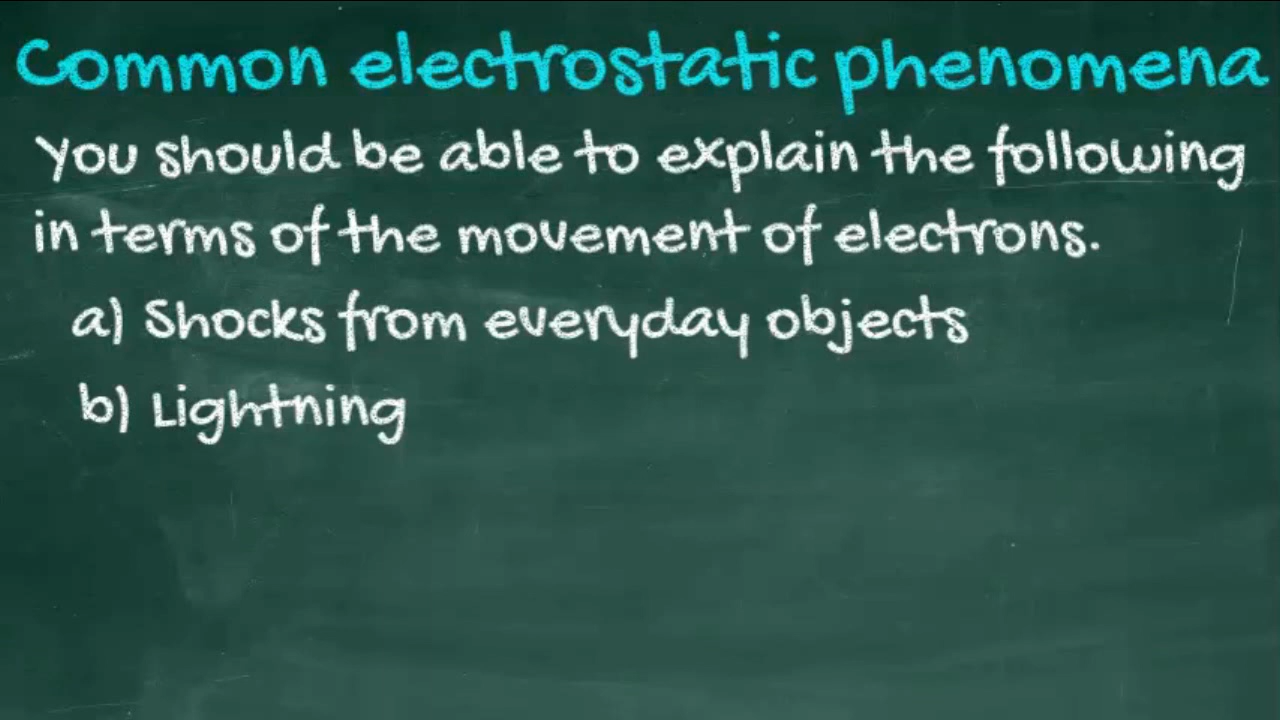 Common electrostatic phenomena
You should be able to explain the following
in terms of the movement of electrons.
a) Shocks from everyday objects
b) Lightning